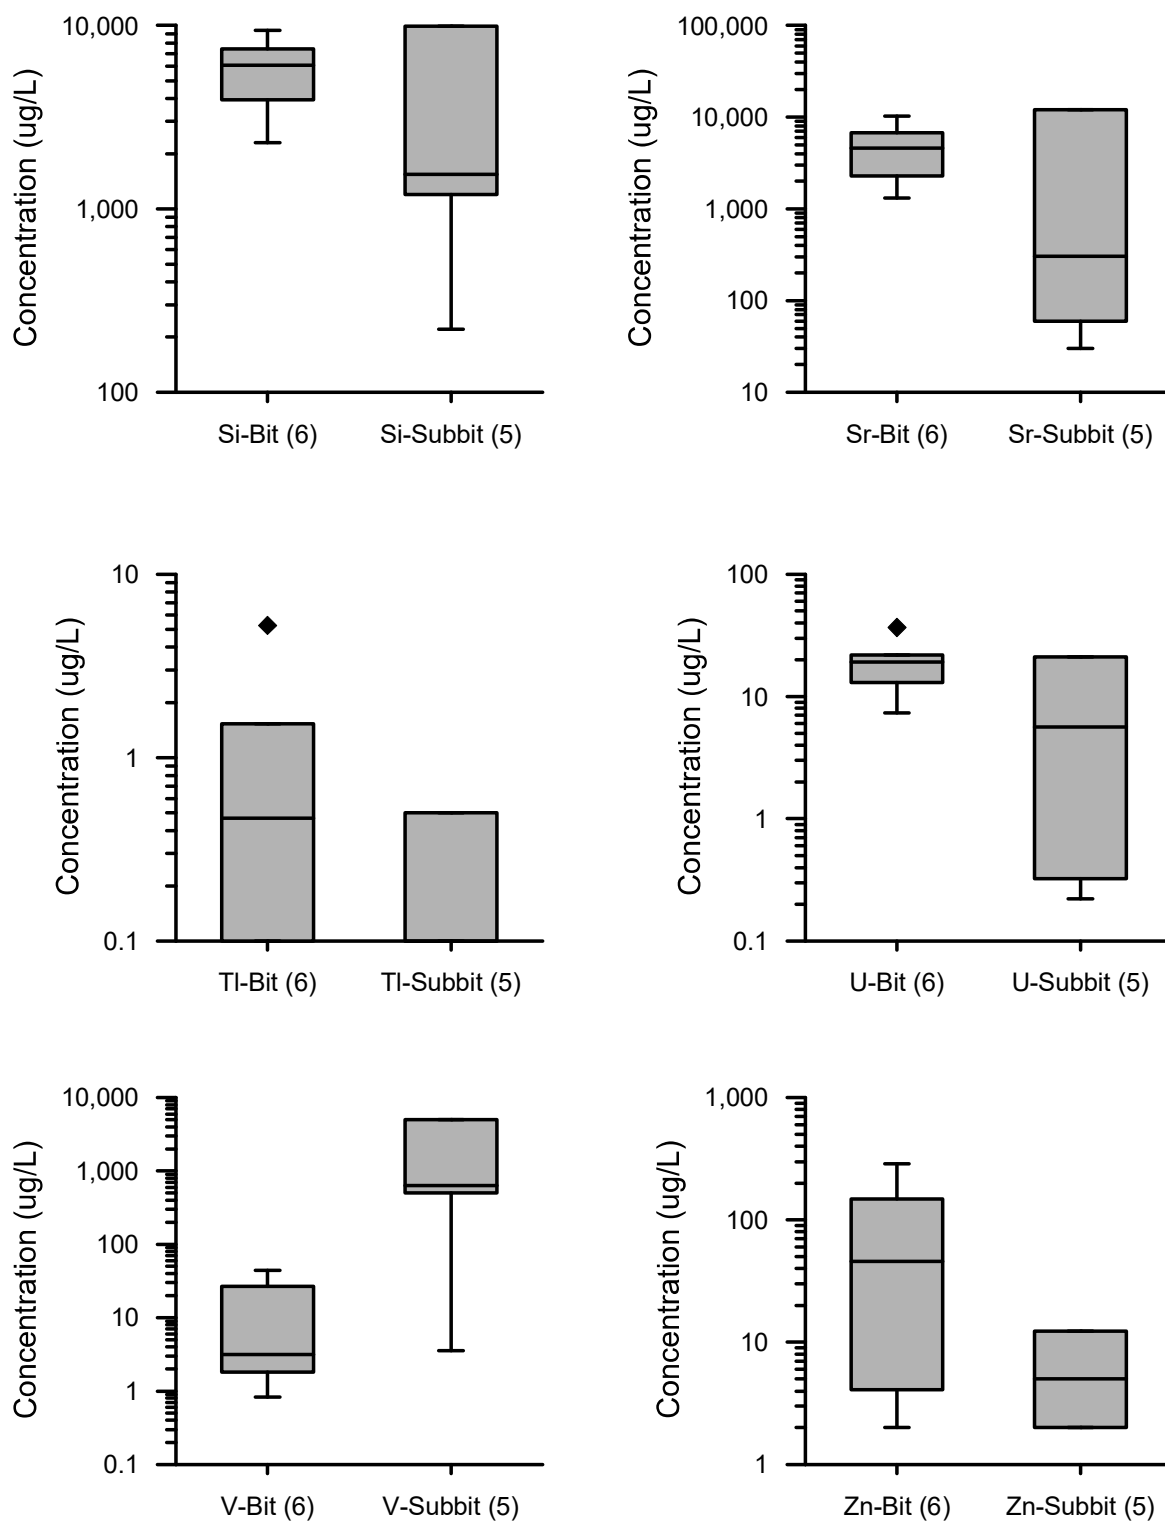 Concentration (ug/L)
10,000
1,000
100
Si-Bit (6)
Si-Subbit (5)
Concentration (ug/L)
100,000
10,000
1,000
100
10
Sr-Bit (6)
Sr-Subbit (5)
Concentration (ug/L)
10
1
0.1
Tl-Bit (6)
Tl-Subbit (5)
Concentration (ug/L)
100
10
1
0.1
U-Bit (6)
U-Subbit (5)
Concentration (ug/L)
10,000
1,000
100
10
1
0.1
V-Bit (6)
V-Subbit (5)
Concentration (ug/L)
1,000
100
10
1
Zn-Bit (6)
Zn-Subbit (5)